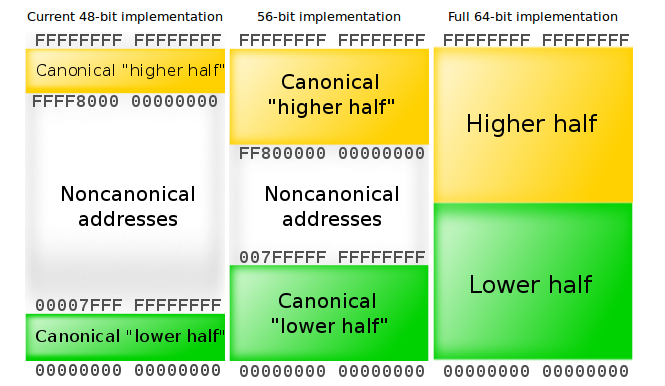 Current 48-bit implementation
FFFFFFFF FFFFFFFF
Canonical "higher half"
FFFF8000 00000000
Noncanonical
addresses
00007FFF FFFFFFFF
Canonical "lower half"
00000000 00000000
56-bit implementation
FFFFFFFF FFFFFFFF
Canonical
"higher half"
FF800000 00000000
Noncanonical
addresses
007FFFFF FFFFFFFF
Canonical
"lower half"
00000000 00000000
Full 64-bit implementation
FFFFFFFF FFFFFFFF
Higher half
Lower half
00000000 00000000